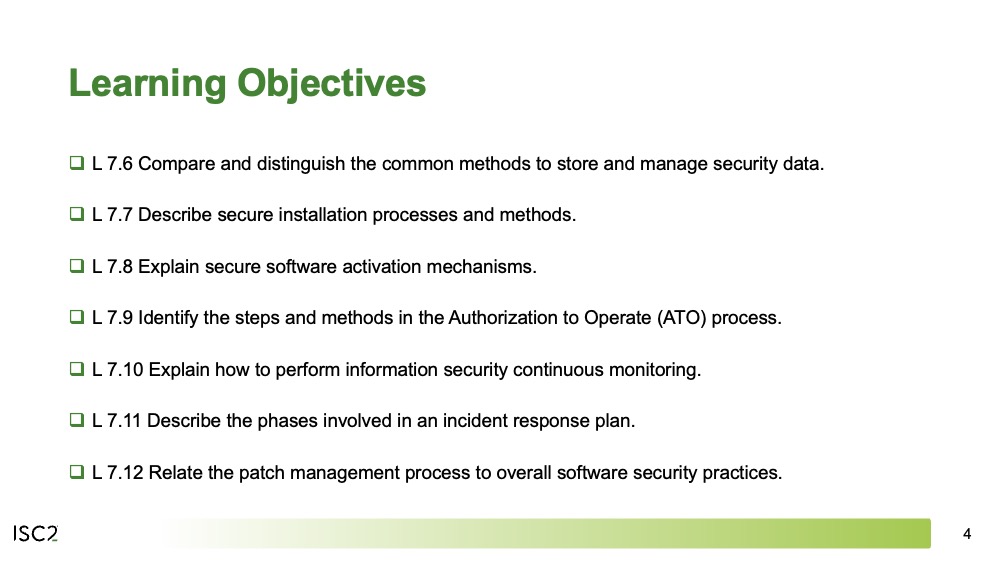 Learning Objectives
L 7.6 Compare and distinguish the common methods to store and manage security data.
L 7.7 Describe secure installation processes and methods.
L 7.8 Explain secure software activation mechanisms.
L 7.9 Identify the steps and methods in the Authorization to Operate (ATO) process.
L 7.10 Explain how to perform information security continuous monitoring.
L 7.11 Describe the phases involved in an incident response plan.
L 7.12 Relate the patch management process to overall software security practices.
ISC2
4